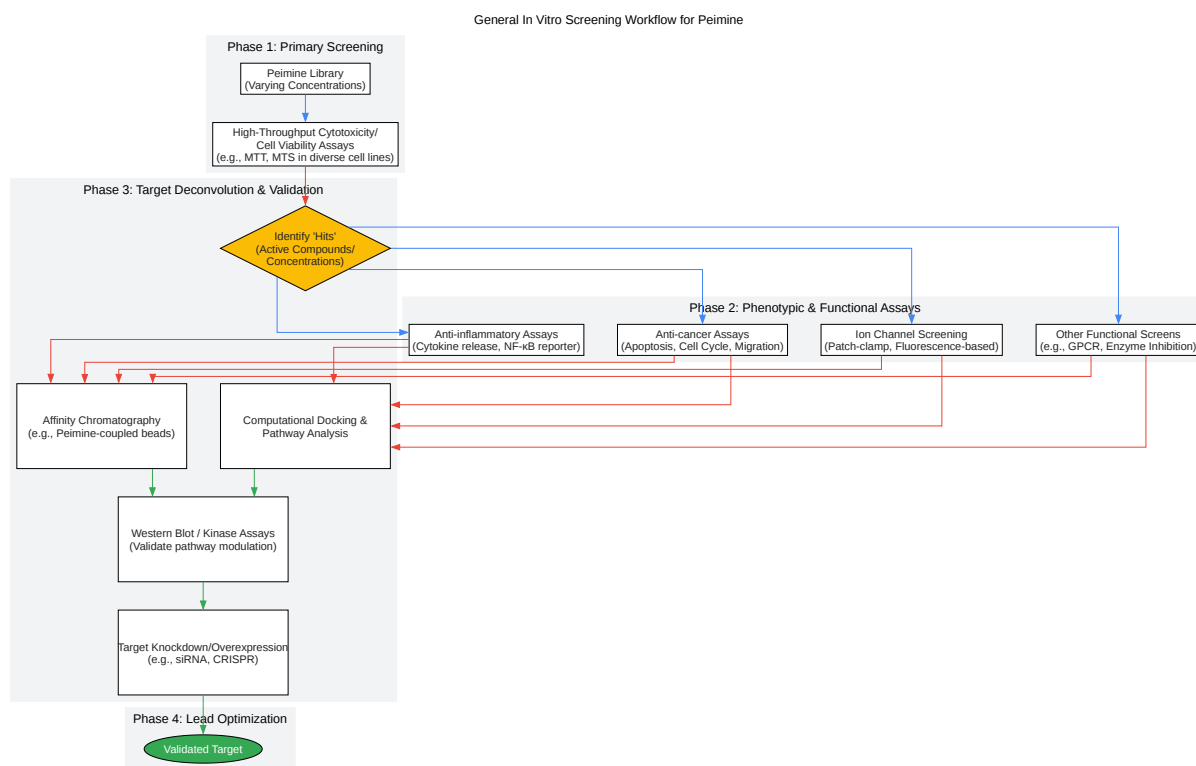 General In Vitro Screening Workflow for Peimine
Phase 1: Primary Screening
Peimine Library
(Varying Concentrations)
High-Throughput Cytotoxicity/
Cell Viability Assays
(e.g., MTT, MTS in diverse cell lines)
Phase 3: Target Deconvolution & Validation
Identify 'Hits'
(Active Compounds/
Concentrations)
Phase 2: Phenotypic & Functional Assays
Anti-inflammatory Assays
(Cytokine release, NF-κB reporter)
Anti-cancer Assays
(Apoptosis, Cell Cycle, Migration)
Ion Channel Screening
(Patch-clamp, Fluorescence-based)
Other Functional Screens
(e.g., GPCR, Enzyme Inhibition)
Affinity Chromatography
(e.g., Peimine-coupled beads)
Computational Docking &
Pathway Analysis
Western Blot / Kinase Assays
(Validate pathway modulation)
Target Knockdown/Overexpression
(e.g., siRNA, CRISPR)
Phase 4: Lead Optimization
Validated Target